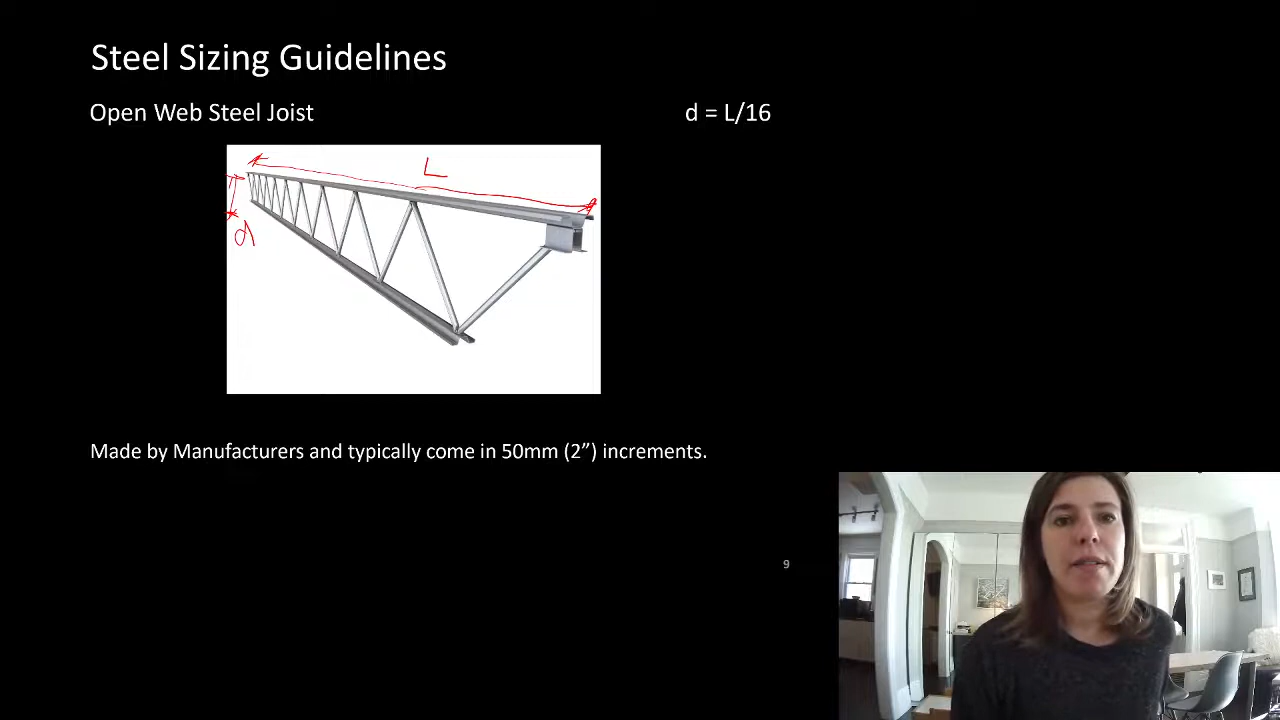 Steel Sizing Guidelines
Open Web Steel Joist
d = L/16
L
d
Made by Manufacturers and typically come in 50mm (2”) increments.
9